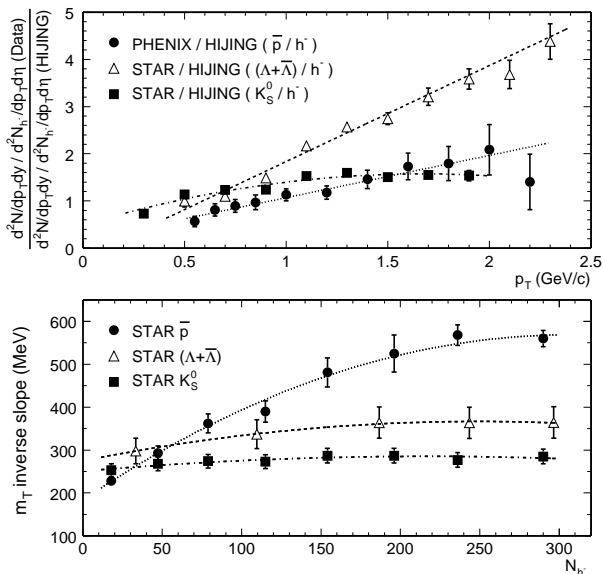 d²N/dp_Tdy / d²N_h-/dp_Tdη (Data)
d²N/dp_Tdy / d²N_h-/dp_Tdη (HIJING)
5
4
3
2
1
0
PHENIX / HIJING ( p̅ / h⁻)
STAR / HIJING ( (Λ+Λ̅) / h⁻)
STAR / HIJING ( K⁰_S / h⁻)
0 0.5 1 1.5 2 2.5
p_T (GeV/c)
m_T inverse slope (MeV)
600
500
400
300
200
100
STAR p̅
STAR (Λ+Λ̅)
STAR K⁰_S
0 50 100 150 200 250 300
N_h-